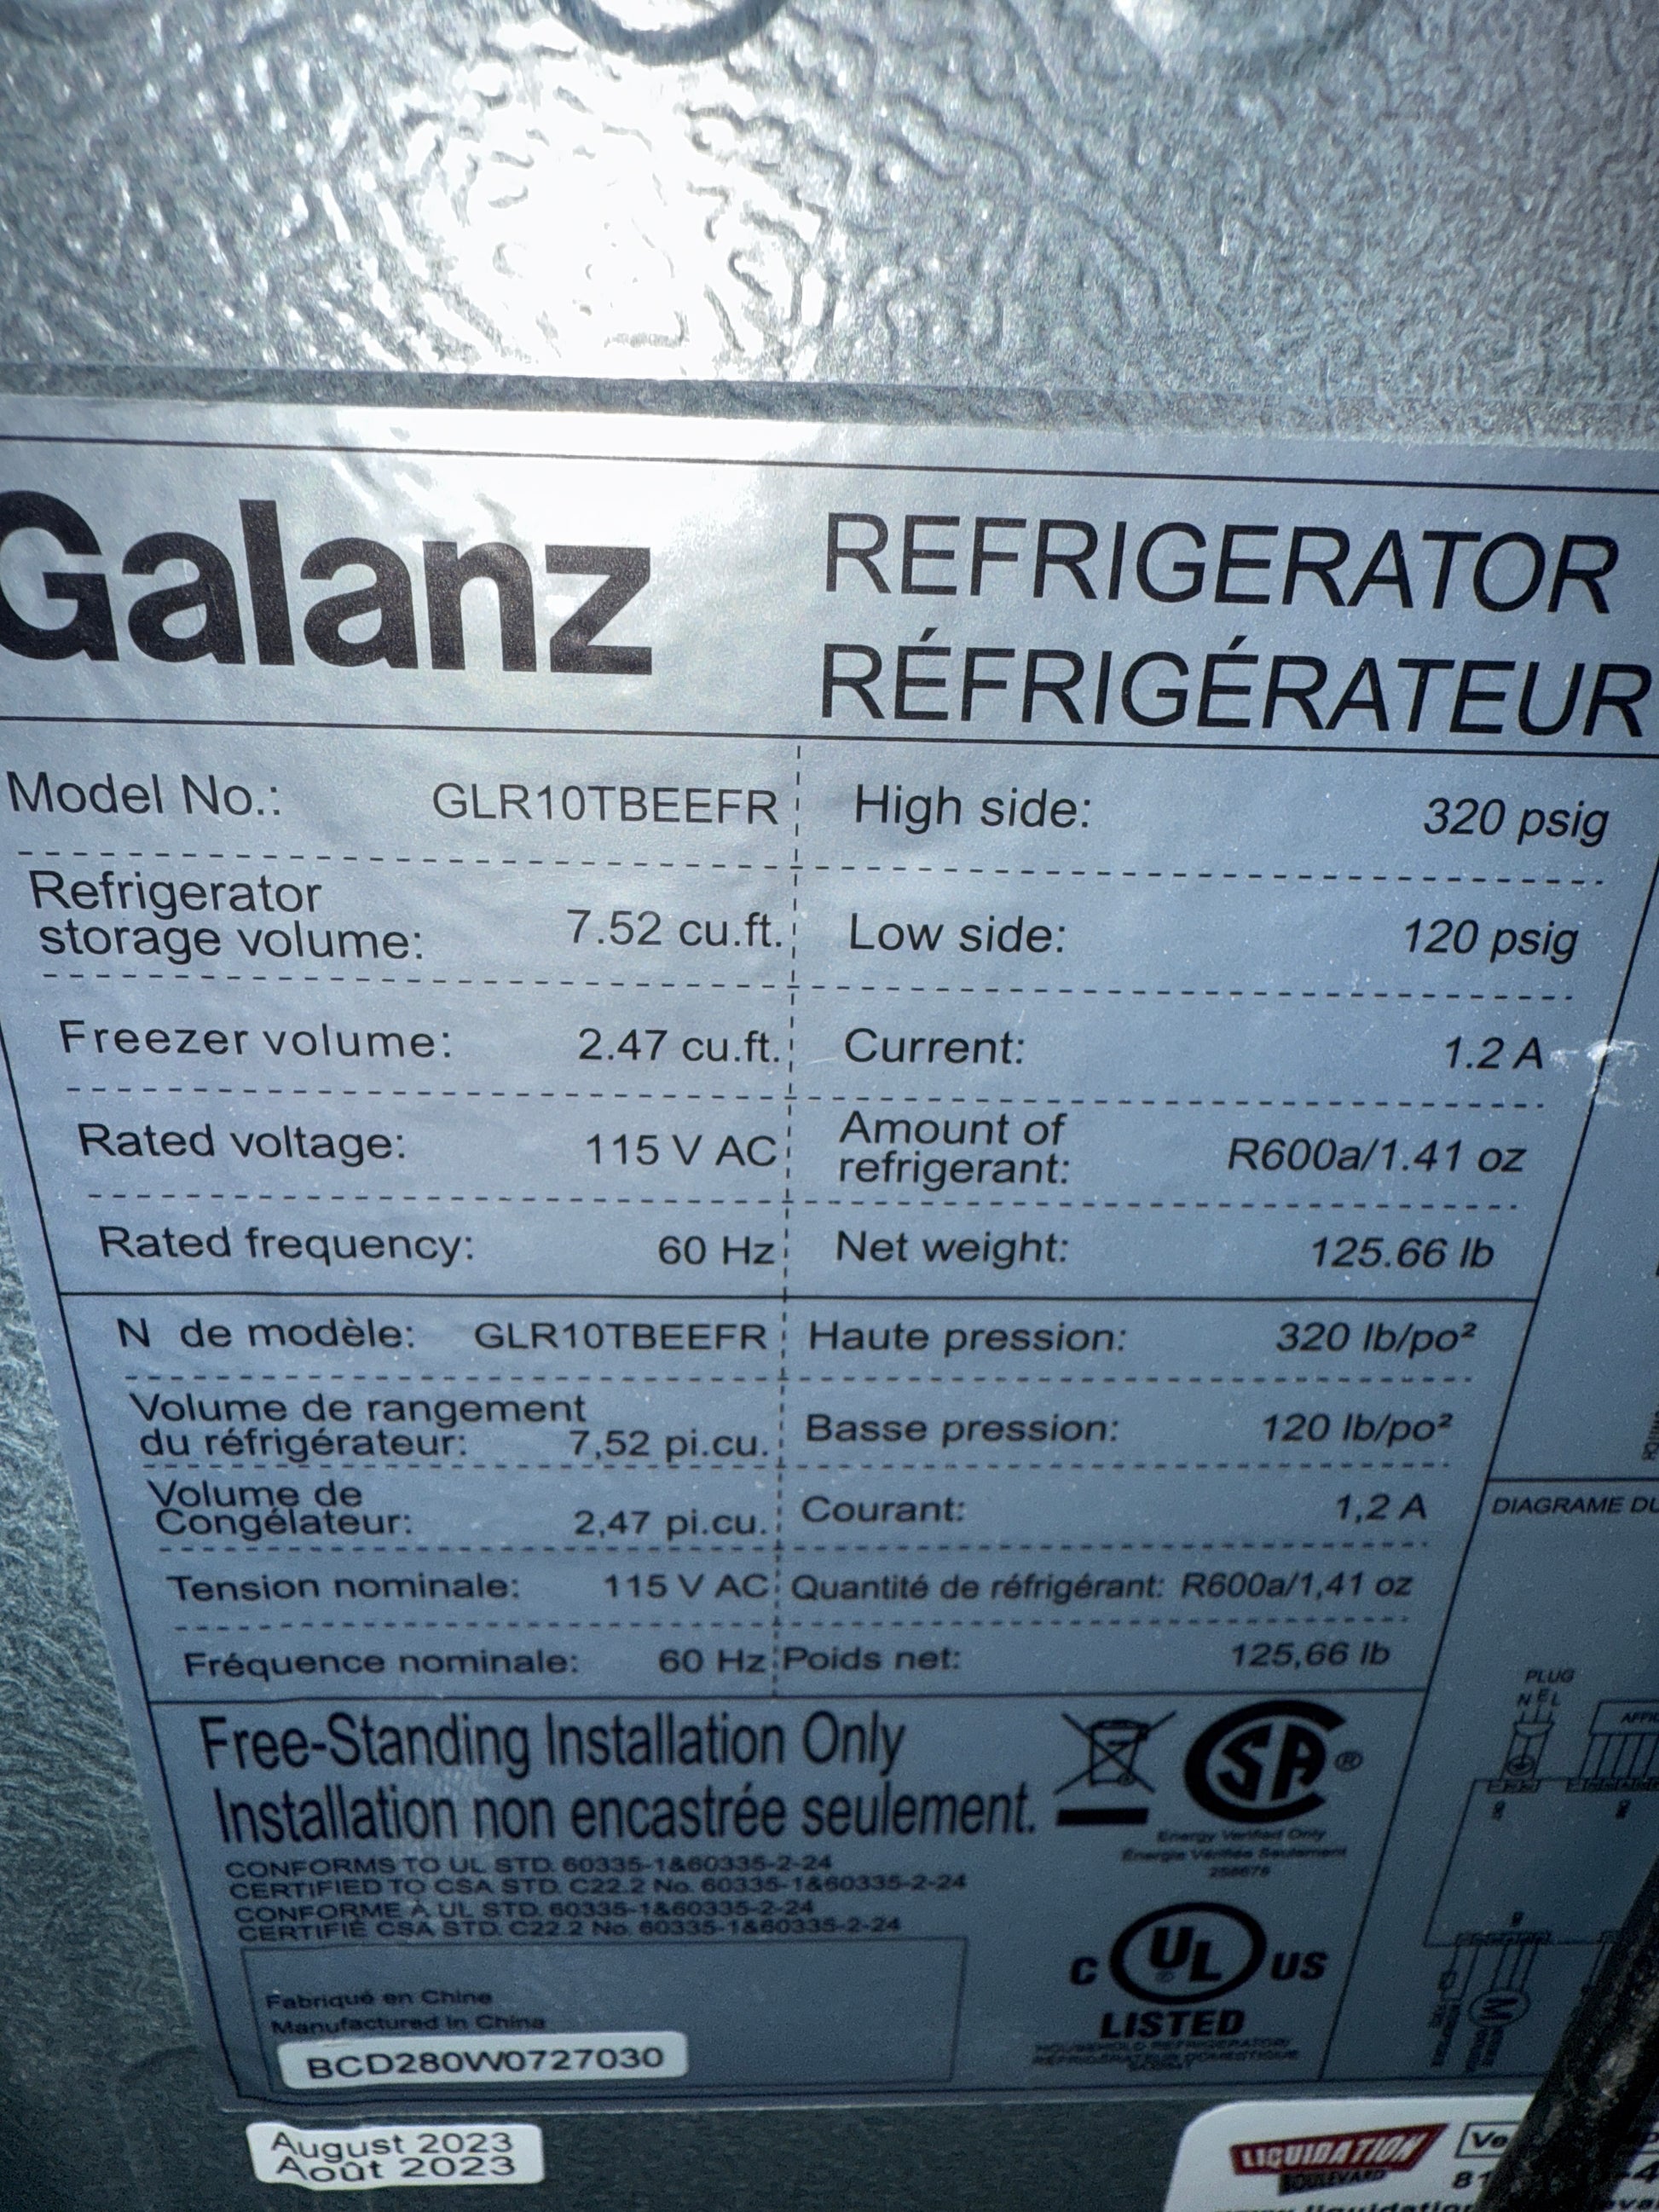 Galanz
REFRIGERATOR
RÉFRIGÉRATEUR
Model No.: GLR10TBEEFR
High side: 320 psig
Refrigerator
storage volume: 7.52 cu.ft.
Low side: 120 psig
Freezer volume: 2.47 cu.ft.
Current: 1.2 A
Rated voltage: 115 V AC
Amount of
refrigerant: R600a/1.41 oz
Rated frequency: 60 Hz
Net weight: 125.66 lb
N de modèle: GLR10TBEEFR
Haute pression: 320 lb/po²
Volume de rangement
du réfrigérateur: 7,52 pi.cu.
Basse pression: 120 lb/po²
Volume de
Congélateur: 2,47 pi.cu.
Courant: 1,2 A
Tension nominale: 115 V AC
Quantité de réfrigérant: R600a/1,41 oz
Fréquence nominale: 60 Hz
Poids net: 125,66 lb
Free-Standing Installation Only
Installation non encastrée seulement.
CONFORMS TO UL STD. 60335-1&60335-2-24
CERTIFIED TO CSA STD. C22.2 No. 60335-1&60335-2-24
CONFORME À UL STD. 60335-1&60335-2-24
CERTIFIÉ CSA STD. C22.2 No. 60335-1&60335-2-24
SA ®
Energy Verified Only
Énergie Vérifiée Seulement
C UL ® US
LISTED
HOUSEHOLD REFRIGERATOR
Fabriqué en Chine
Manufactured in China
BCD280W0727030
August 2023
Août 2023
DIAGRAME DU
PLUG
N E L
M
LIQUIDATION
BOULEVARD